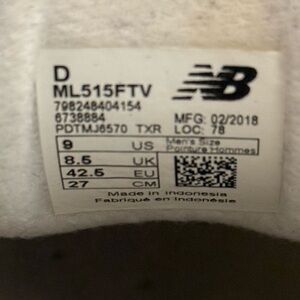 D
ML515FTV
NB
798248404154
6738884 MFG: 02/2018
PDTMJ6570 TXR LOC: 78
9 US Men's Size
Pointure Hommes
8.5 UK
42.5 EU
27 CM
Made in Indonesia
Fabriqué en Indonésie